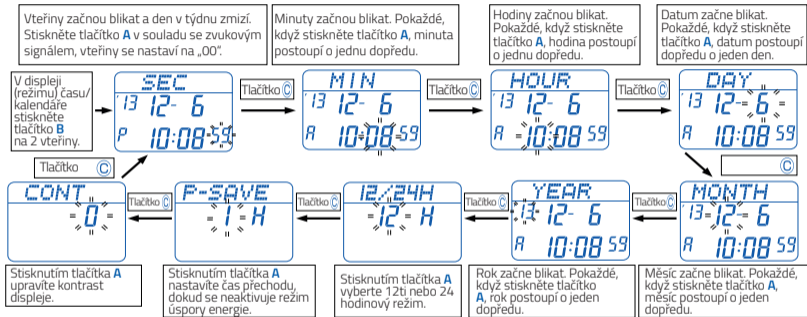 Vteřiny začnou blikat a den v týdnu zmizí.
Stiskněte tlačítko A v souladu se zvukovým
signálem, vteřiny se nastaví na „00".
Minuty začnou blikat. Pokaždé,
když stiskněte tlačítko A, minuta
postoupí o jednu dopředu.
Hodiny začnou blikat.
Pokaždé, když stiskněte
tlačítko A, hodina postoupí
o jednu dopředu.
Datum začne blikat.
Pokaždé, když stiskněte
tlačítko A, datum postoupí
dopředu o jeden den.
V displeji
(režimu) času/
kalendáře
stiskněte
tlačítko B
na 2 vteřiny.
SEC
'13 12- 6
P 10:08 59
Tlačítko C
MIN
'13 12- 6
A 10:08 59
Tlačítko C
HOUR
'13 12- 6
A 10:08 59
Tlačítko C
DAY
'13 12- 6
A 10:08 59
Tlačítko C
C
CONT
0
Tlačítko C
P-SAVE
1 H
Tlačítko C
12/24H
12 H
Tlačítko C
YEAR
'13 12- 6
A 10:08 59
Tlačítko C
MONTH
'13 12- 6
A 10:08 59
Stisknutím tlačítka A
upravíte kontrast
displeje.
Stisknutím tlačítka A
nastavíte čas přechodu,
dokud se neaktivuje režim
úspory energie.
Stisknutím tlačítka A
vyberte 12ti nebo 24
hodinový režim.
Rok začne blikat. Pokaždé,
když stiskněte tlačítko
A, rok postoupí o jeden
dopředu.
Měsíc začne blikat. Pokaždé,
když stiskněte tlačítko A,
měsíc postoupí o jeden
dopředu.